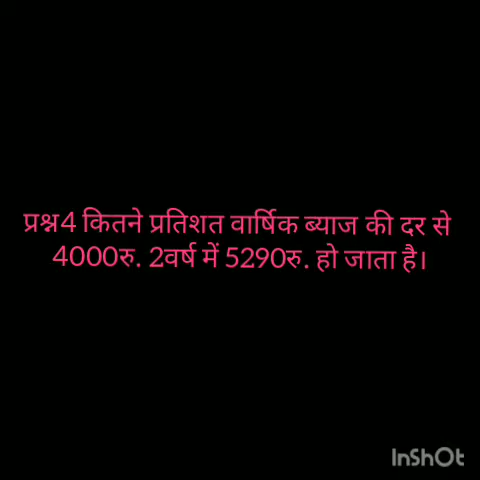 प्रश्न4 कितने प्रतिशत वार्षिक ब्याज की दर से
4000रु. 2वर्ष में 5290रु. हो जाता है।
InShOt